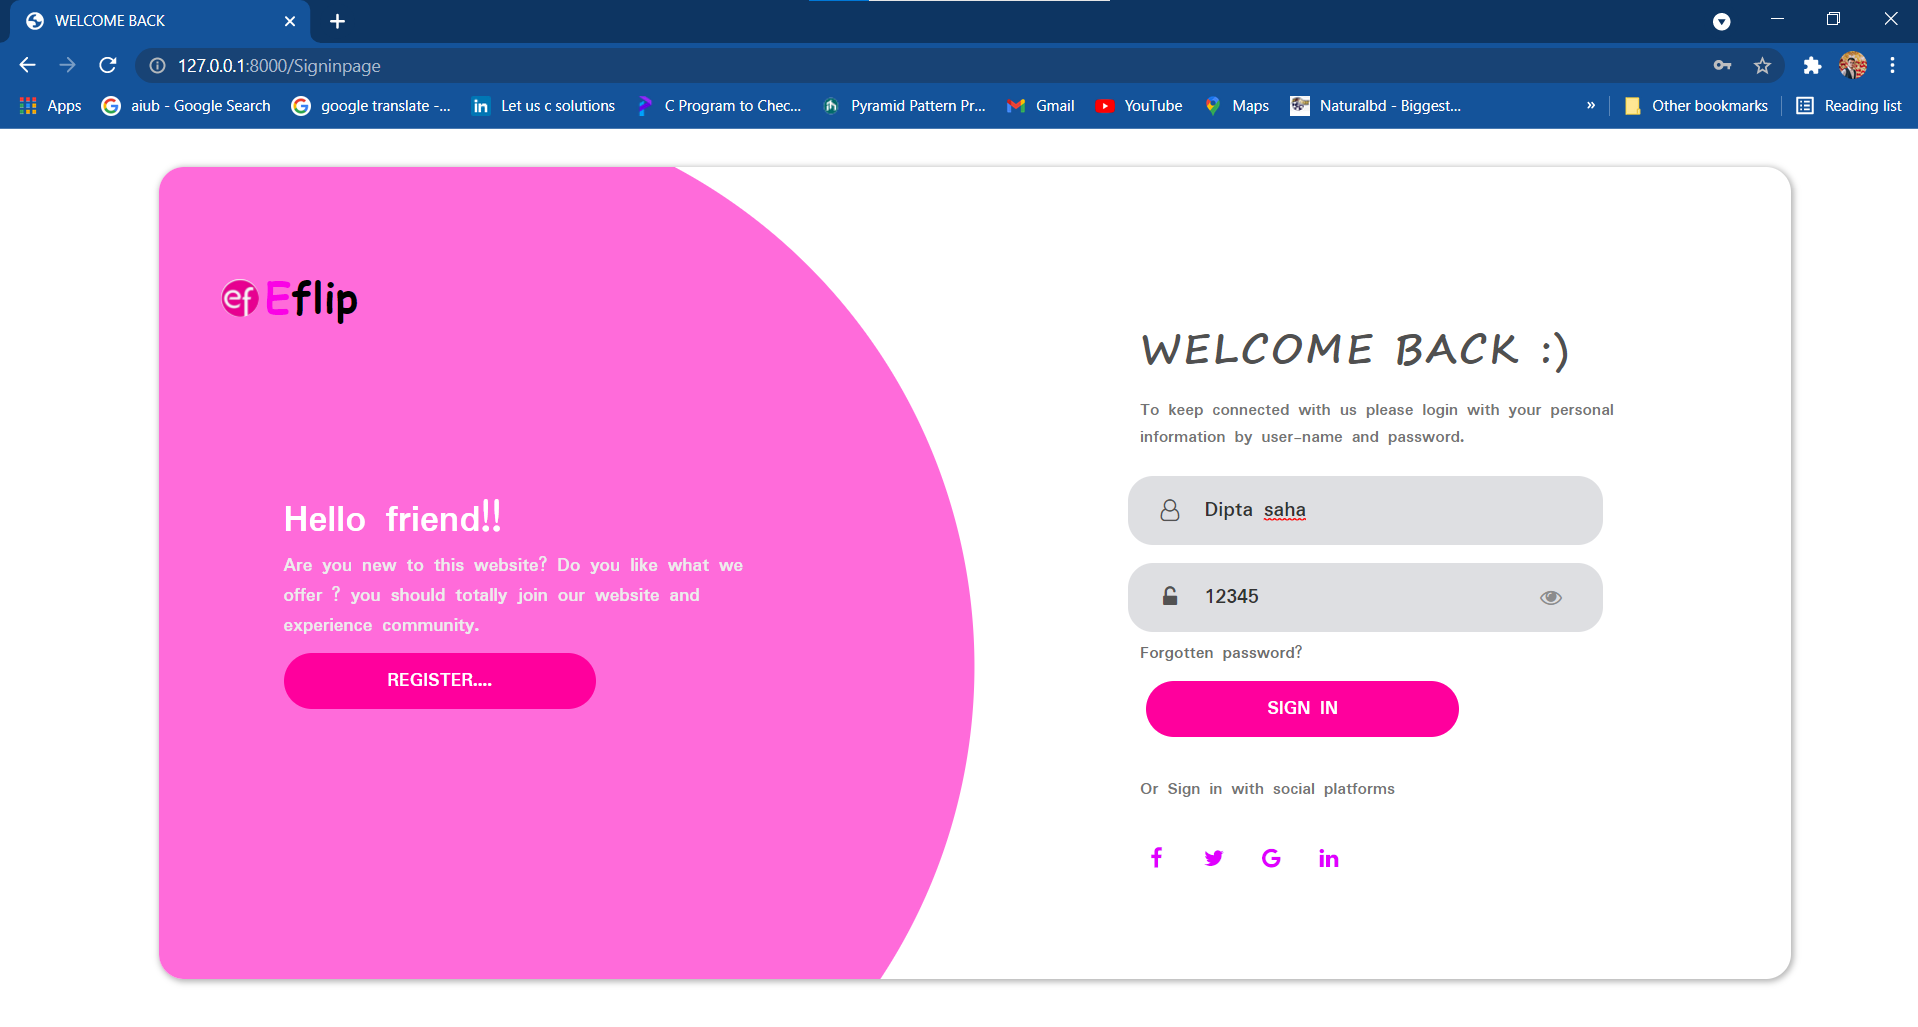 WELCOME BACK
127.0.0.1:8000/Signinpage
Apps
aiub - Google Search
google translate -...
Let us c solutions
C Program to Chec...
Pyramid Pattern Pr...
Gmail
YouTube
Maps
Naturalbd - Biggest...
»
Other bookmarks
Reading list
ef Eflip
Hello friend!!
Are you new to this website? Do you like what we
offer ? you should totally join our website and
experience community.
REGISTER....
WELCOME BACK :)
To keep connected with us please login with your personal
information by user-name and password.
Dipta saha
12345
Forgotten password?
SIGN IN
Or Sign in with social platforms